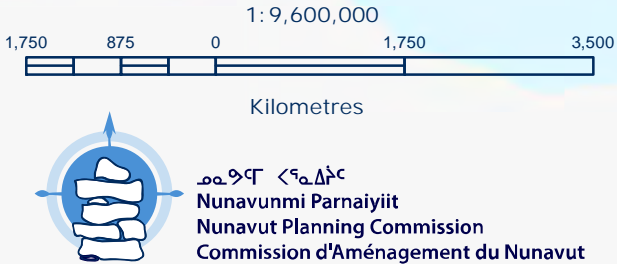 1:9,600,000
1,750 875 0 1,750 3,500
Kilometres
ᓄᓇᕗᑦᒥ ᐸᕐᓇᐃᔩᑦ
Nunavunmi Parnaiyiit
Nunavut Planning Commission
Commission d'Aménagement du Nunavut